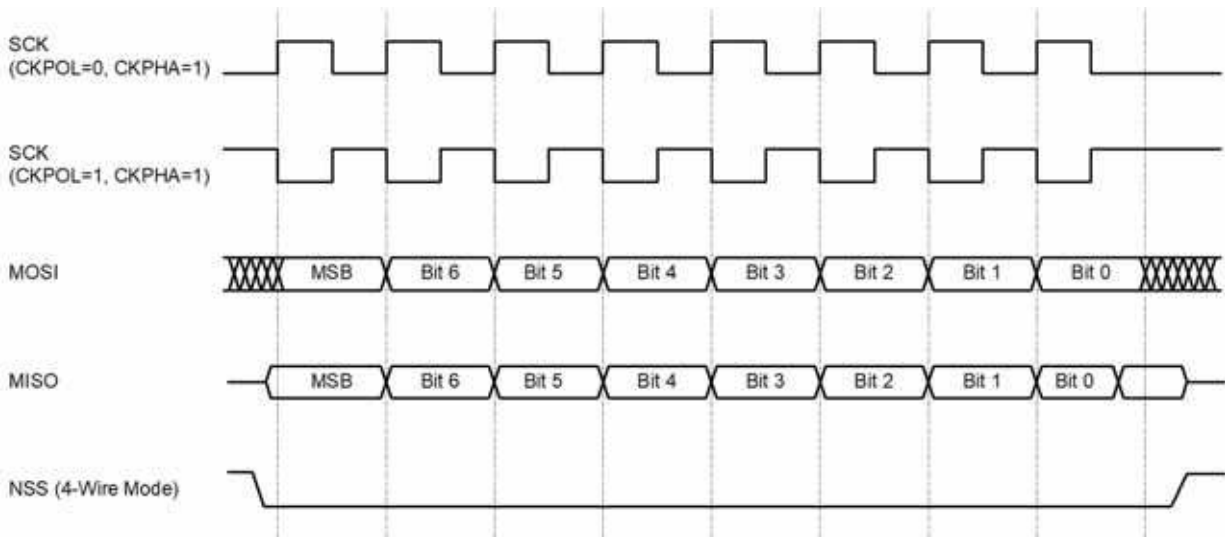 SCK
(CKPOL=0, CKPHA=1)
SCK
(CKPOL=1, CKPHA=1)
MOSI
MSB Bit 6 Bit 5 Bit 4 Bit 3 Bit 2 Bit 1 Bit 0
MISO
MSB Bit 6 Bit 5 Bit 4 Bit 3 Bit 2 Bit 1 Bit 0
NSS (4-Wire Mode)